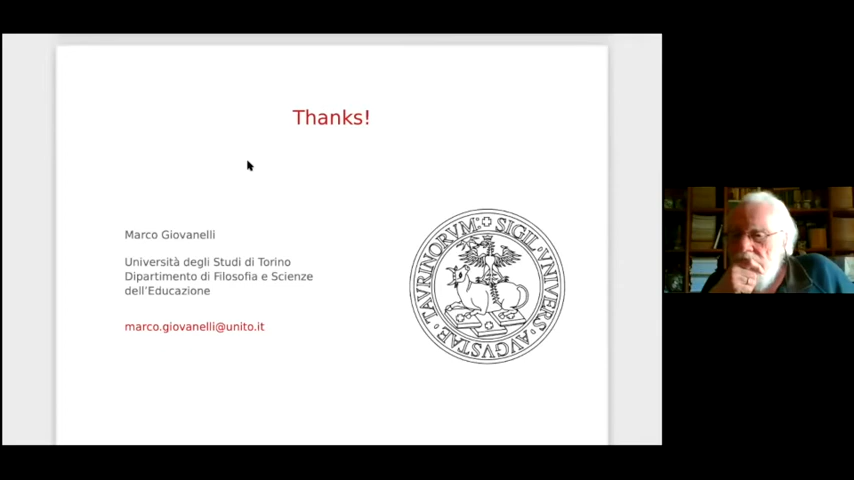 Thanks!
Marco Giovanelli
Università degli Studi di Torino
Dipartimento di Filosofia e Scienze
dell'Educazione
marco.giovanelli@unito.it
SIGIL·VNIVERS·AVGVSTAE·TAVRINORVM